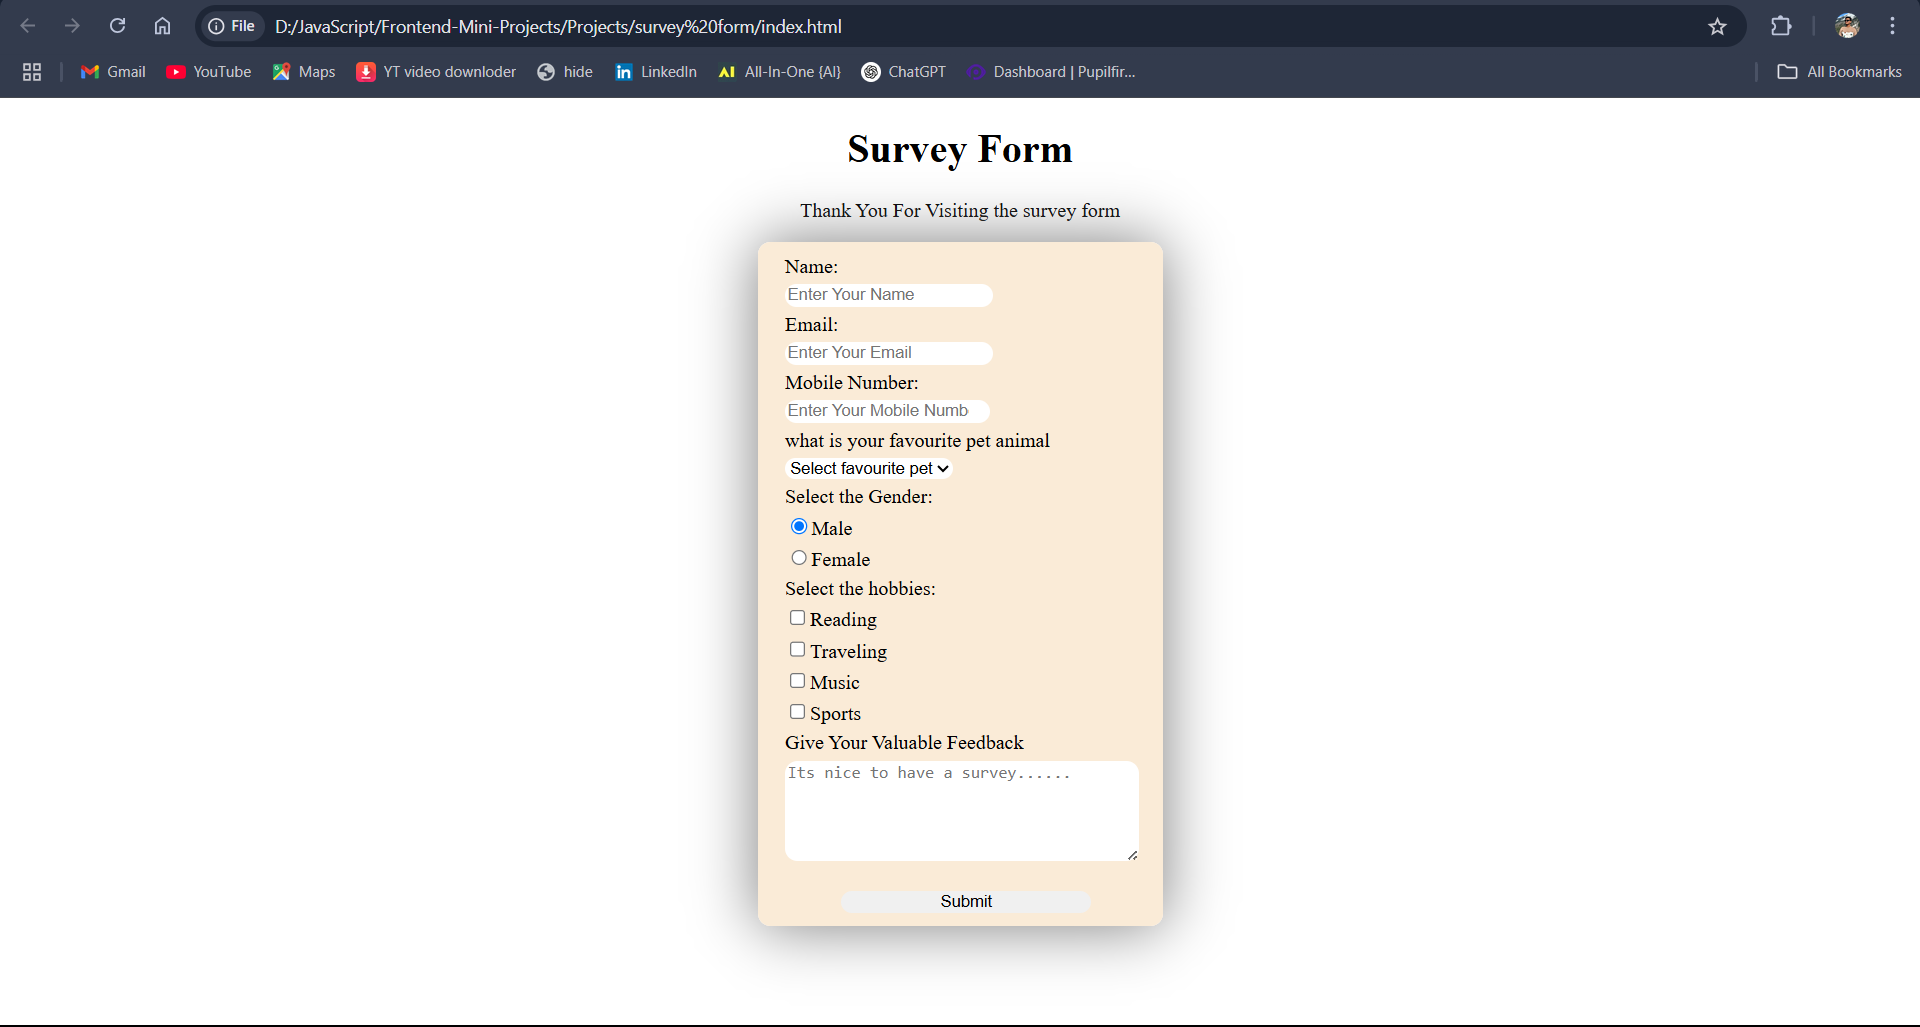 File D:/JavaScript/Frontend-Mini-Projects/Projects/survey%20form/index.html
Gmail YouTube Maps YT video downloder hide LinkedIn AI All-In-One {AI} ChatGPT Dashboard | Pupilfir... All Bookmarks
Survey Form
Thank You For Visiting the survey form
Name:
Enter Your Name
Email:
Enter Your Email
Mobile Number:
Enter Your Mobile Numb
what is your favourite pet animal
Select favourite pet
Select the Gender:
Male
Female
Select the hobbies:
Reading
Traveling
Music
Sports
Give Your Valuable Feedback
Its nice to have a survey......
Submit